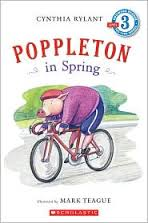 CYNTHIA RYLANT
3
POPPLETON
in Spring
Illustrated by MARK TEAGUE
SCHOLASTIC